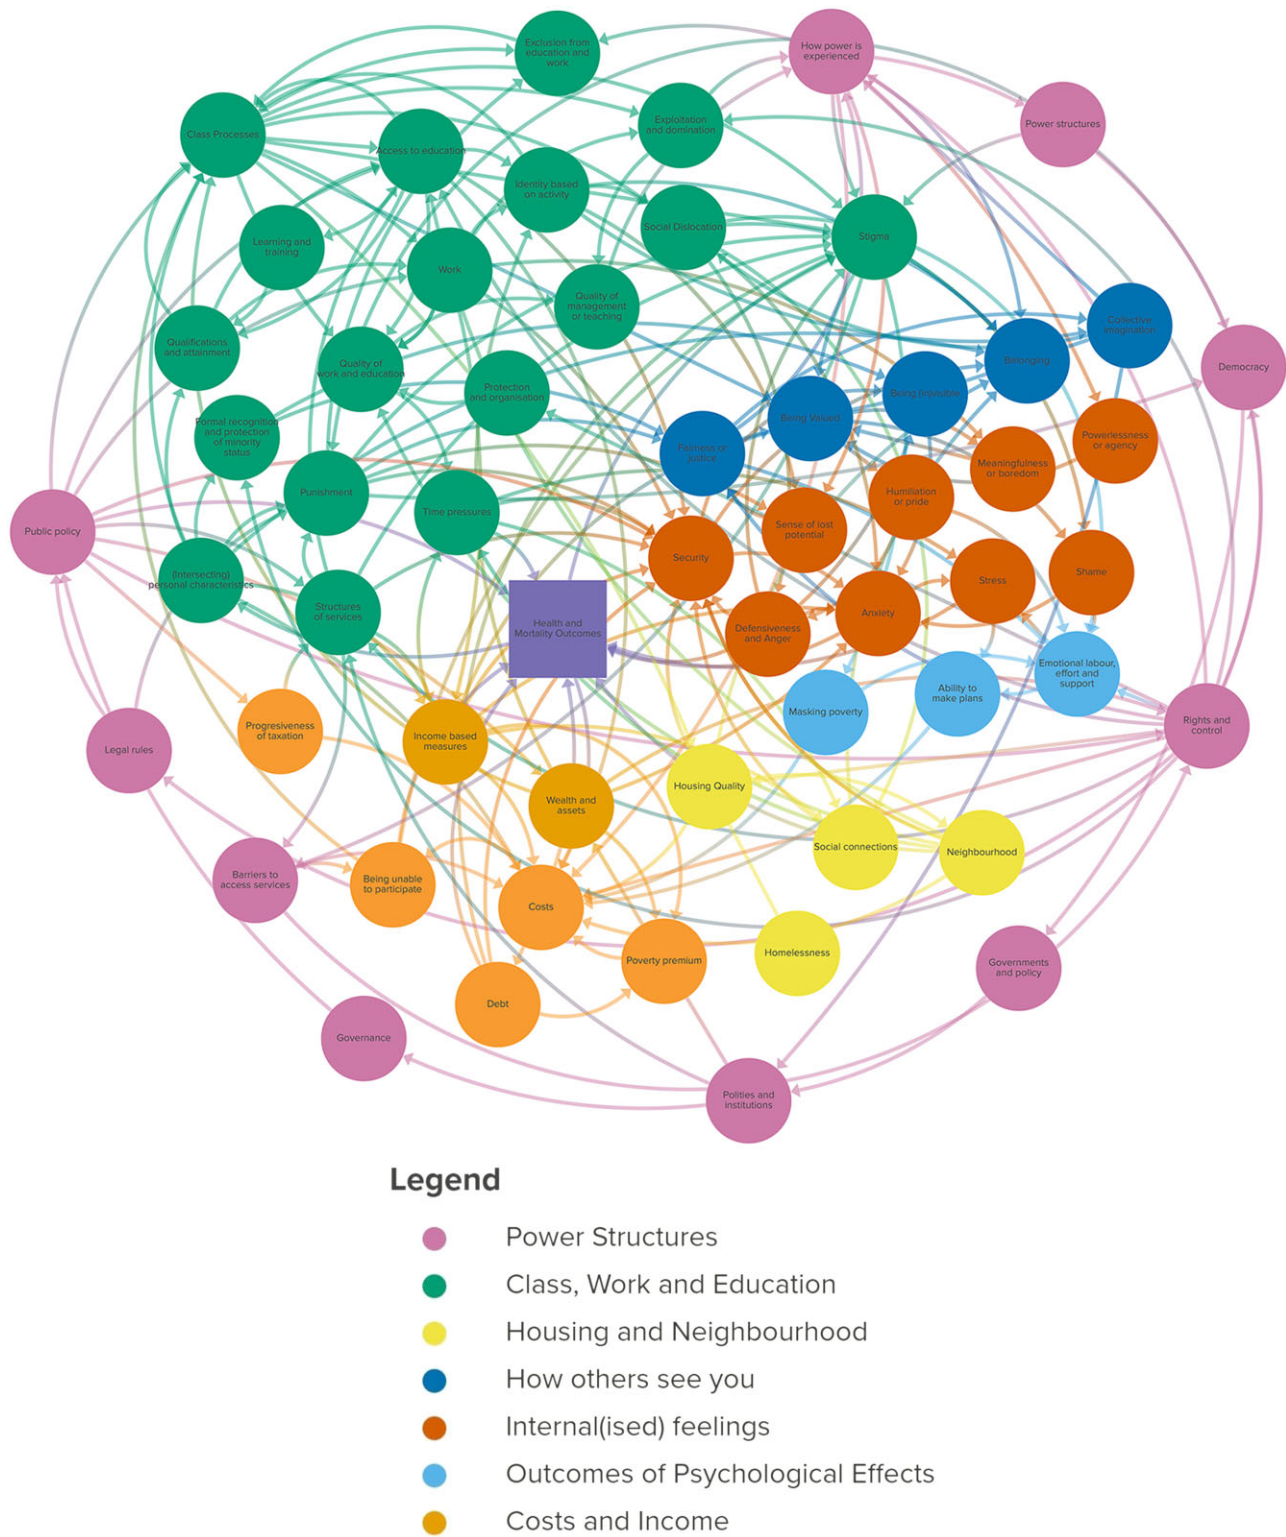 Exclusion from
education and
work
How power is
experienced
Class Processes
Access to education
Exploitation
and domination
Power structures
Identity based
on activity
Social Dislocation
Stigma
Learning and
training
Work
Quality of
management
or teaching
Collective
imagination
Qualifications
and attainment
Quality of
work and education
Protection
and organisation
Belonging
Democracy
Being (in)visible
Being Valued
Formal recognition
and protection
of minority
status
Fairness or
justice
Powerlessness
or agency
Meaningfulness
or boredom
Punishment
Time pressures
Humiliation
or pride
Sense of lost
potential
Public policy
Security
(Intersecting)
personal characteristics
Structures
of services
Health and
Mortality Outcomes
Defensiveness
and Anger
Anxiety
Stress
Shame
Emotional labour,
effort and
support
Ability to
make plans
Masking poverty
Rights and
control
Progresiveness
of taxation
Legal rules
Income based
measures
Wealth and
assets
Housing Quality
Social connections
Neighbourhood
Barriers to
access services
Being unable
to participate
Costs
Poverty premium
Homelessness
Governments
and policy
Debt
Governance
Polities and
institutions
Legend
Power Structures
Class, Work and Education
Housing and Neighbourhood
How others see you
Internal(ised) feelings
Outcomes of Psychological Effects
Costs and Income